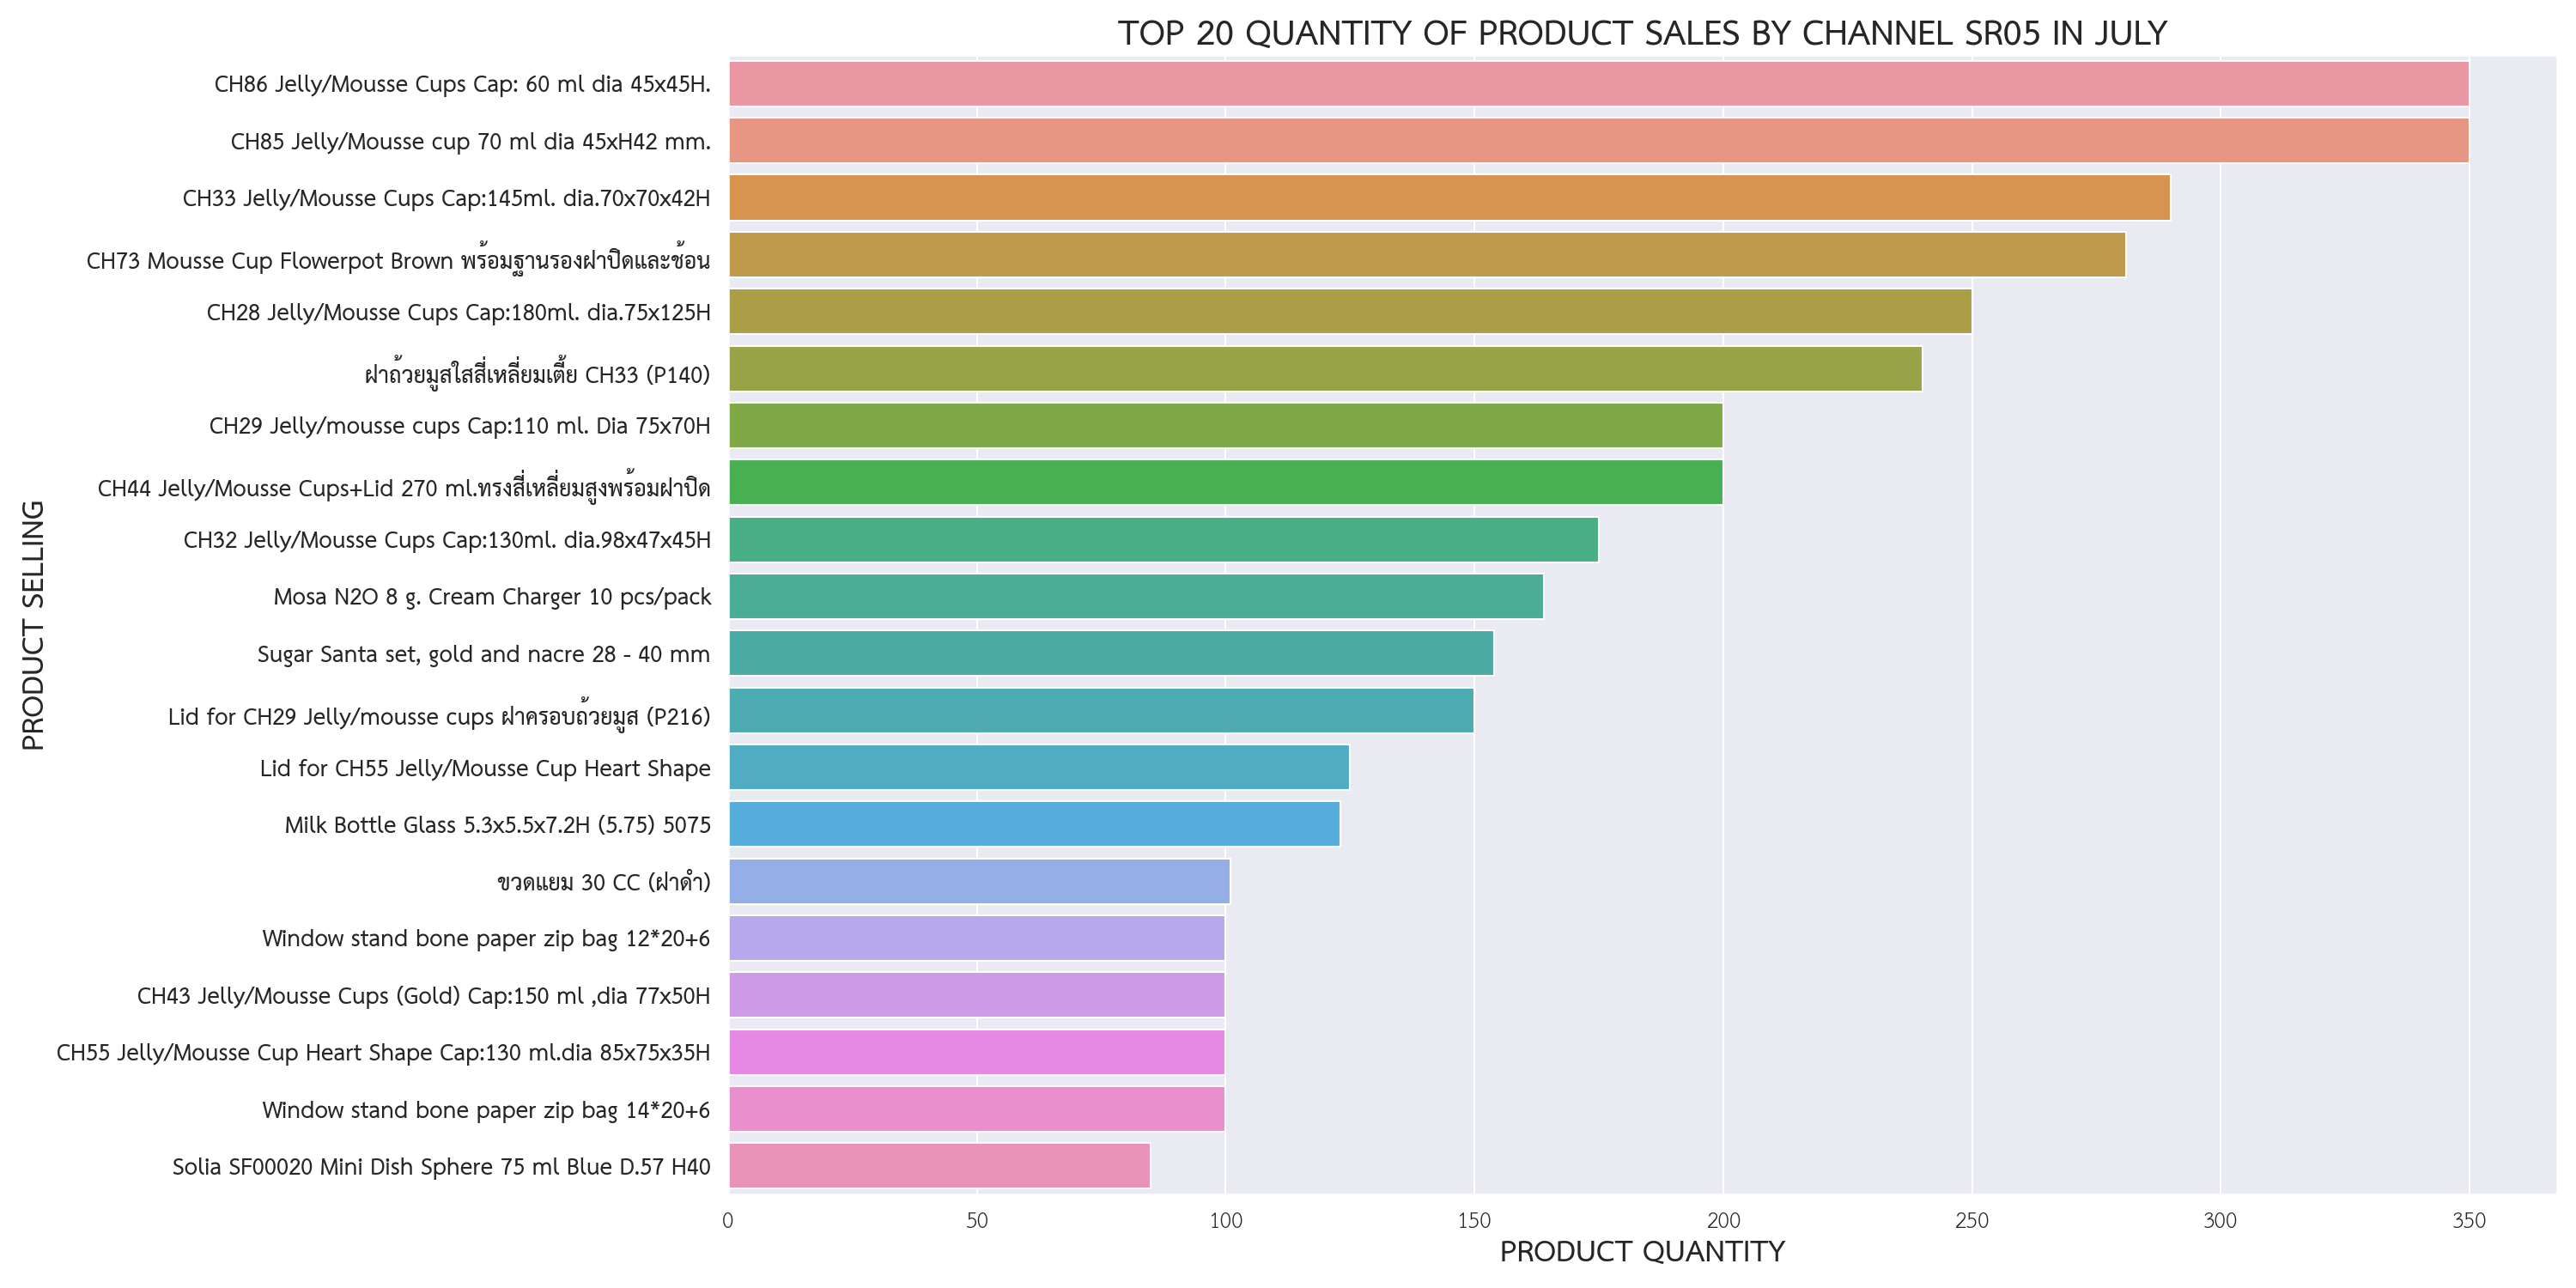 TOP 20 QUANTITY OF PRODUCT SALES BY CHANNEL SR05 IN JULY
PRODUCT SELLING
CH86 Jelly/Mousse Cups Cap: 60 ml dia 45x45H.
CH85 Jelly/Mousse cup 70 ml dia 45xH42 mm.
CH33 Jelly/Mousse Cups Cap:145ml. dia.70x70x42H
CH73 Mousse Cup Flowerpot Brown พร้อมฐานรองฝาปิดและช้อน
CH28 Jelly/Mousse Cups Cap:180ml. dia.75x125H
ฝาถ้วยมูสใสสี่เหลี่ยมเตี้ย CH33 (P140)
CH29 Jelly/mousse cups Cap:110 ml. Dia 75x70H
CH44 Jelly/Mousse Cups+Lid 270 ml.ทรงสี่เหลี่ยมสูงพร้อมฝาปิด
CH32 Jelly/Mousse Cups Cap:130ml. dia.98x47x45H
Mosa N2O 8 g. Cream Charger 10 pcs/pack
Sugar Santa set, gold and nacre 28 - 40 mm
Lid for CH29 Jelly/mousse cups ฝาครอบถ้วยมูส (P216)
Lid for CH55 Jelly/Mousse Cup Heart Shape
Milk Bottle Glass 5.3x5.5x7.2H (5.75) 5075
ขวดแยม 30 CC (ฝาดำ)
Window stand bone paper zip bag 12*20+6
CH43 Jelly/Mousse Cups (Gold) Cap:150 ml ,dia 77x50H
CH55 Jelly/Mousse Cup Heart Shape Cap:130 ml.dia 85x75x35H
Window stand bone paper zip bag 14*20+6
Solia SF00020 Mini Dish Sphere 75 ml Blue D.57 H40
0 50 100 150 200 250 300 350
PRODUCT QUANTITY